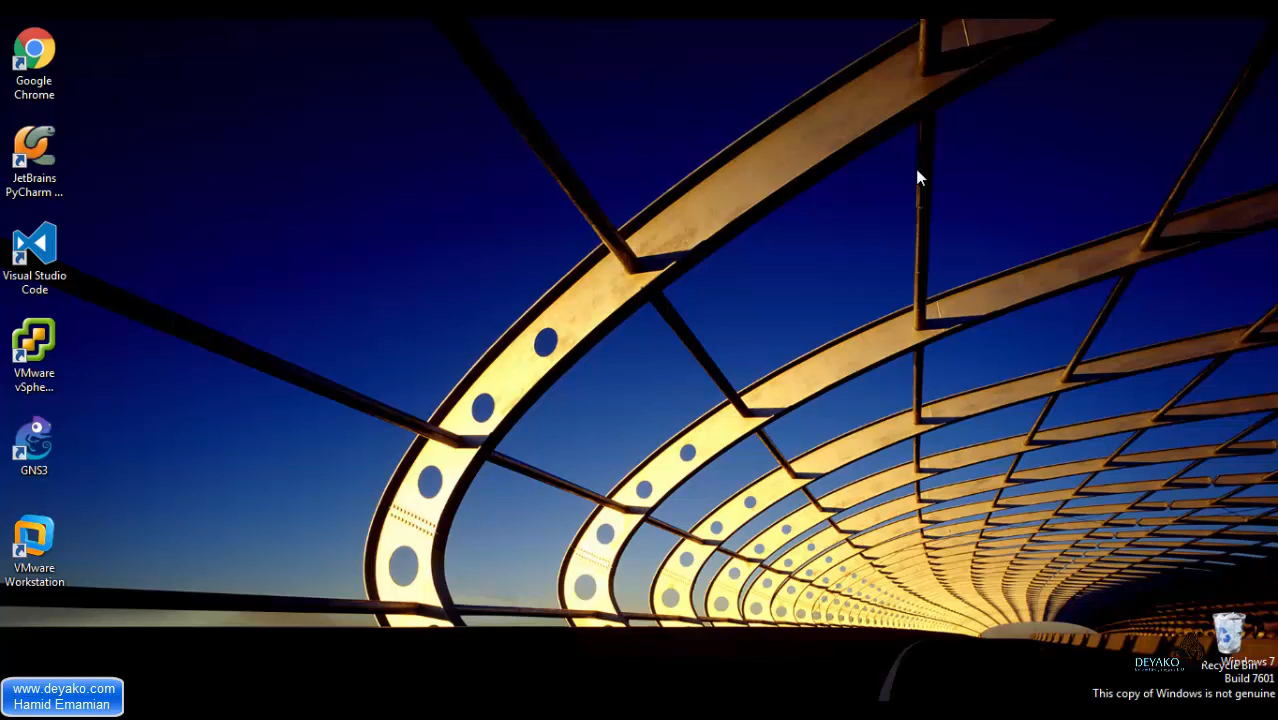 Google
Chrome
JetBrains
PyCharm ...
Visual Studio
Code
VMware
vSphe...
GNS3
VMware
Workstation
DEYAKO
Recycle Bin
Windows 7
Build 7601
This copy of Windows is not genuine
www.deyako.com
Hamid Emamian